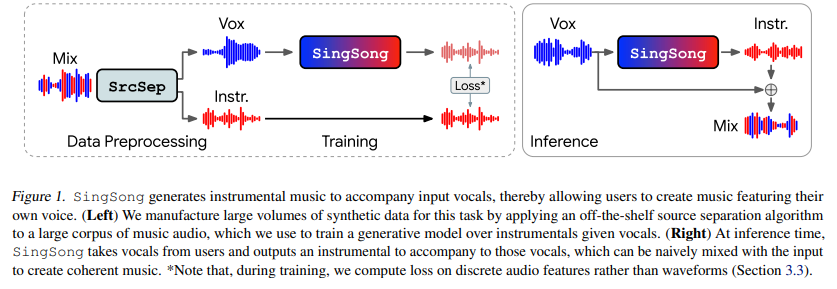 Mix
SrcSep
Vox
Instr.
SingSong
Loss*
Data Preprocessing
Training
Vox
SingSong
Instr.
Mix
Inference
Figure 1. SingSong generates instrumental music to accompany input vocals, thereby allowing users to create music featuring their
own voice. (Left) We manufacture large volumes of synthetic data for this task by applying an off-the-shelf source separation algorithm
to a large corpus of music audio, which we use to train a generative model over instrumentals given vocals. (Right) At inference time,
SingSong takes vocals from users and outputs an instrumental to accompany to those vocals, which can be naively mixed with the input
to create coherent music. *Note that, during training, we compute loss on discrete audio features rather than waveforms (Section 3.3).